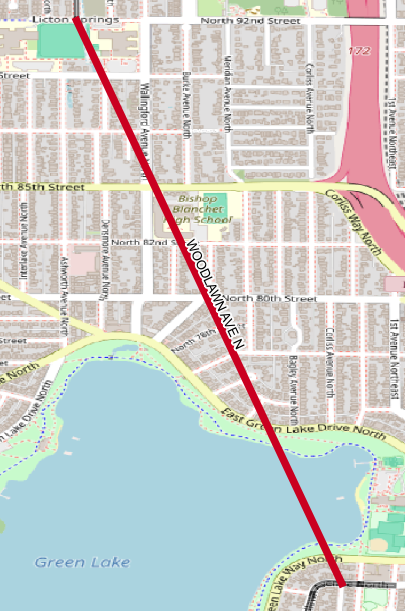 North 92nd Street
Licton Springs
172
Wallingford Avenue North
Burke Avenue North
Meridian Avenue North
Corliss Avenue North
1st Avenue Northeast
Street
th 85th Street
Bishop
Blanchet
High School
Corliss Way North
Interlake Avenue North
Densmore Avenue North
Ashworth Avenue North
North 82nd St
WOODLAWN AVE N
North 80th Street
North 78th Street
Bagley Avenue North
Corliss Avenue North
1st Avenue Northeast
e North
n Lake Drive North
East Green Lake Drive North
Green Lake
Green Lake Way North
North